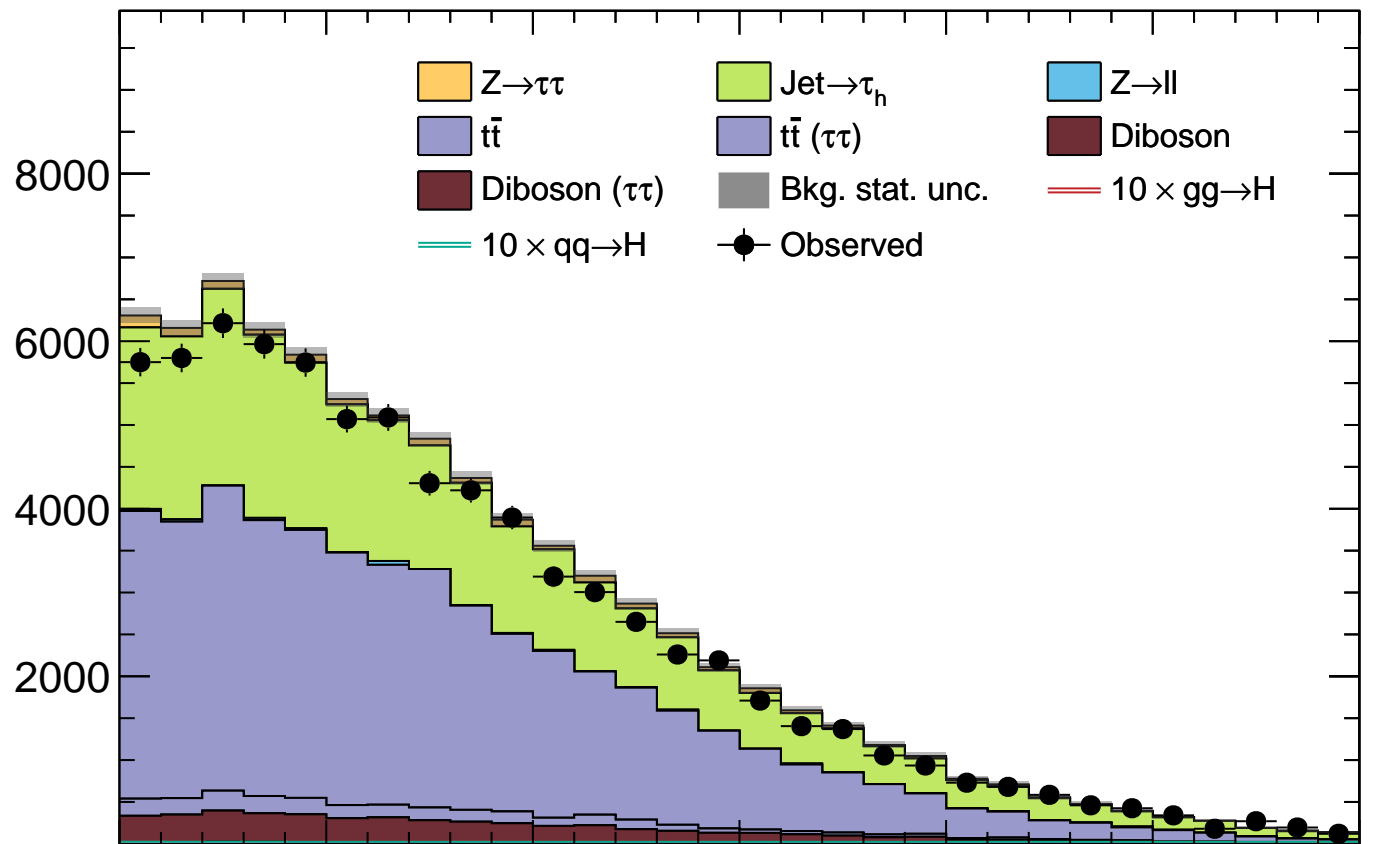 Z→ττ Jet→τₕ Z→ll
tt̄ tt̄ (ττ) Diboson
8000
Diboson (ττ) Bkg. stat. unc. 10 × gg→H
10 × qq→H Observed
6000
4000
2000